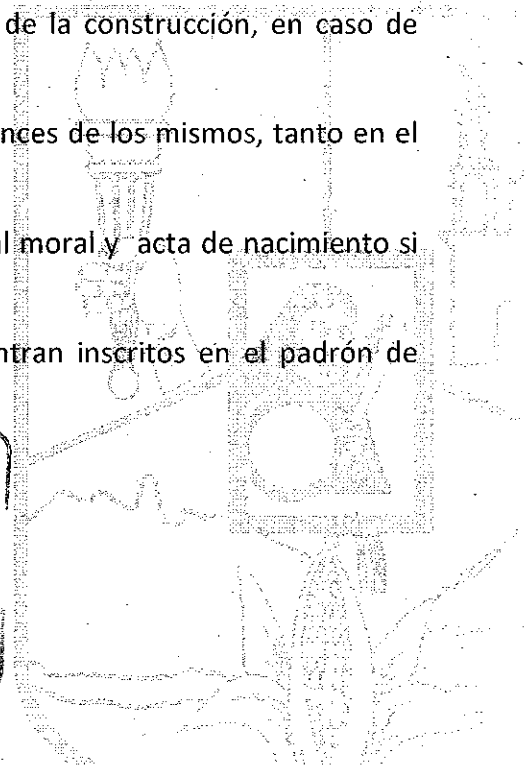 de la construcción, en caso de
nces de los mismos, tanto en el
al moral y acta de nacimiento si
ntran inscritos en el padrón de